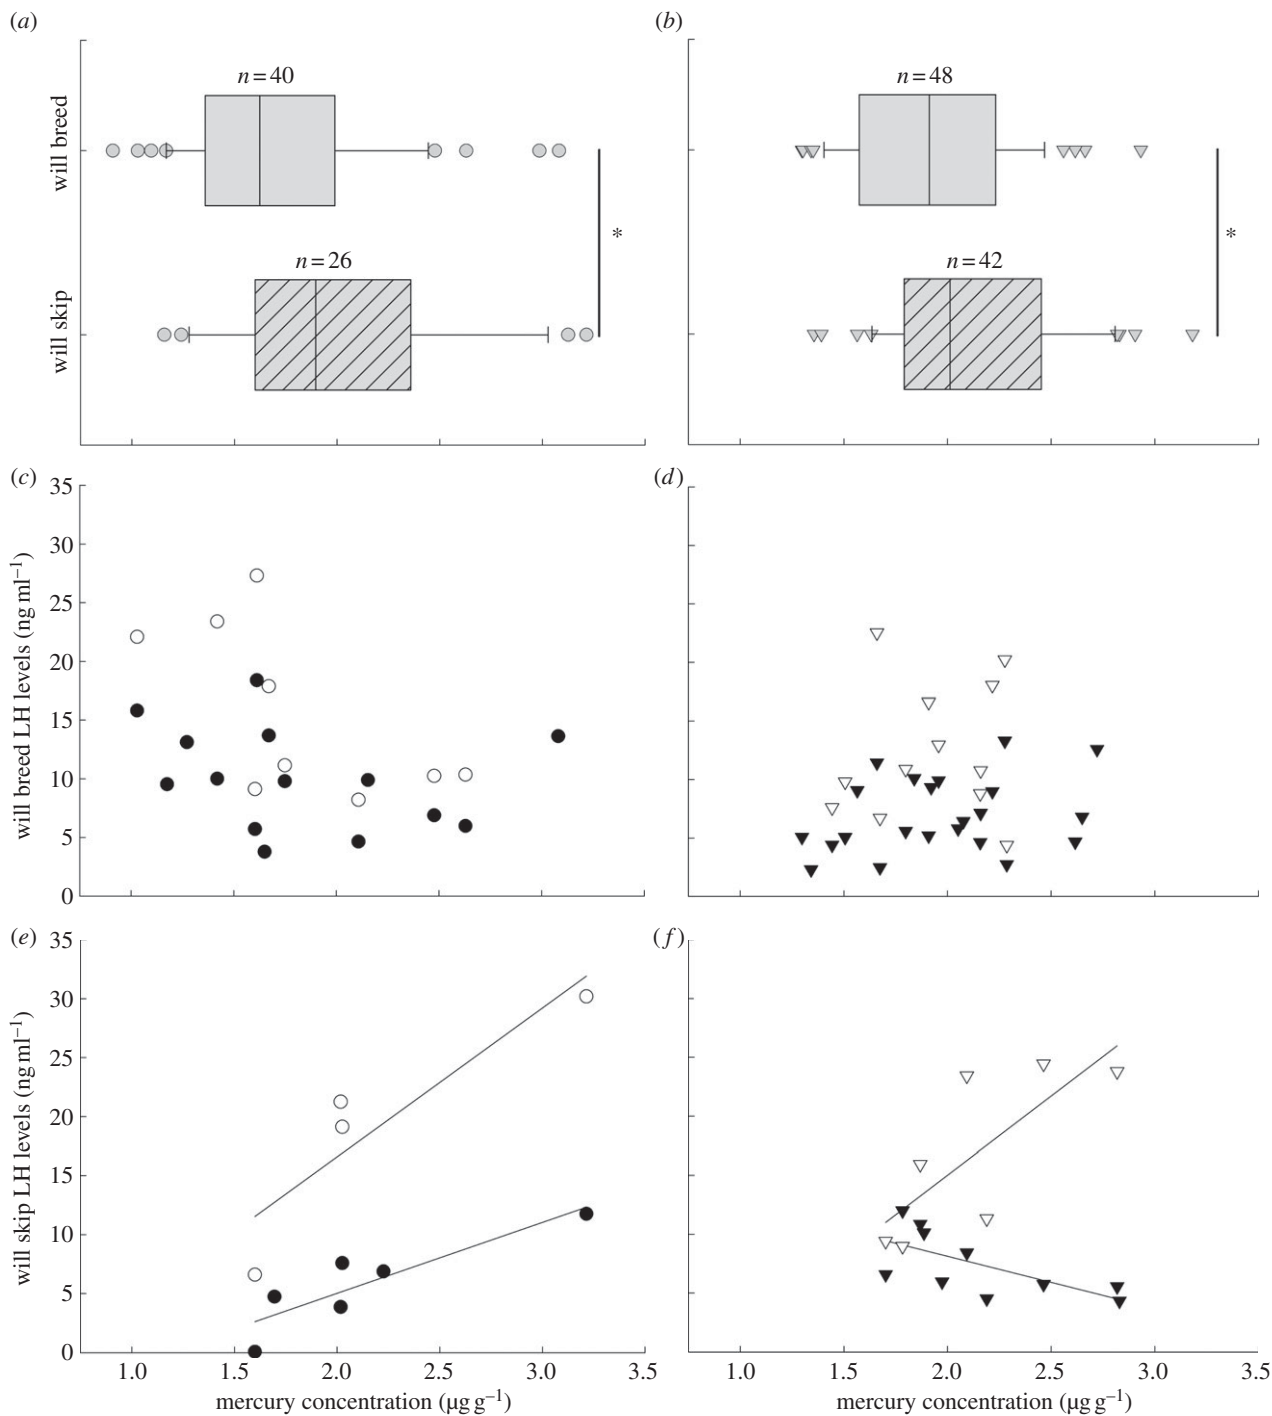 (a)
(b)
n = 40
n = 48
will breed
*
*
n = 26
n = 42
will skip
(c)
(d)
35
30
25
20
15
10
5
0
will breed LH levels (ng ml⁻¹)
(e)
(f)
35
30
25
20
15
10
5
0
will skip LH levels (ng ml⁻¹)
1.0 1.5 2.0 2.5 3.0 3.5
1.0 1.5 2.0 2.5 3.0 3.5
mercury concentration (µg g⁻¹)
mercury concentration (µg g⁻¹)